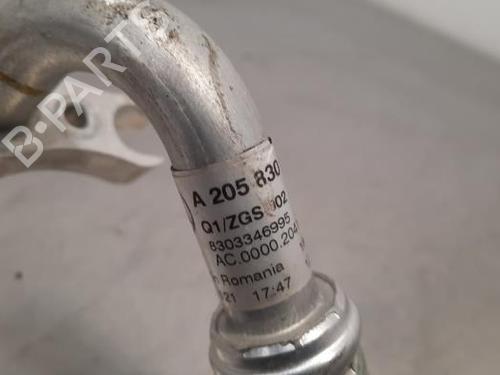 B-PARTS
A 205 830
Q1/ZGS 002
8303346995
AC.0000.204
Romania
21 17:47